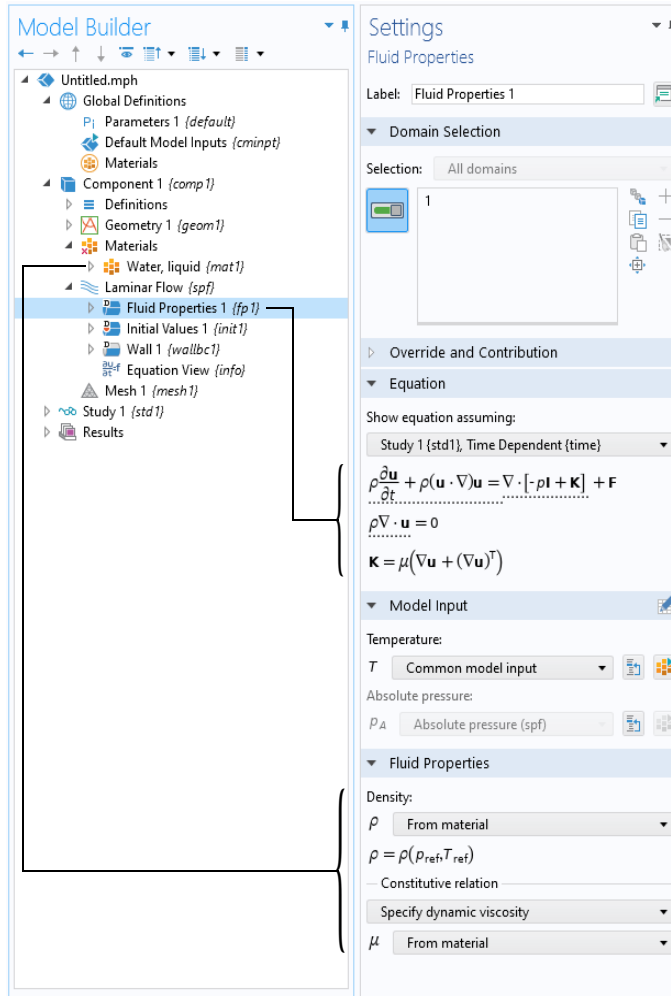 Model Builder
Untitled.mph
Global Definitions
Pi Parameters 1 {default}
Default Model Inputs {cminpt}
Materials
Component 1 {comp1}
Definitions
Geometry 1 {geom1}
Materials
Water, liquid {mat1}
Laminar Flow {spf}
D Fluid Properties 1 {fp1}
D Initial Values 1 {init1}
D Wall 1 {wallbc1}
∂u/∂t=f Equation View {info}
Mesh 1 {mesh1}
Study 1 {std1}
Results
Settings
Fluid Properties
Label: Fluid Properties 1
Domain Selection
Selection: All domains
1
Override and Contribution
Equation
Show equation assuming:
Study 1 {std1}, Time Dependent {time}
ρ ∂u/∂t + ρ(u · ∇)u = ∇ · [-pI + K] + F
ρ∇ · u = 0
K = μ(∇u + (∇u)ᵀ)
Model Input
Temperature:
T Common model input
Absolute pressure:
p_A Absolute pressure (spf)
Fluid Properties
Density:
ρ From material
ρ = ρ(p_ref, T_ref)
Constitutive relation
Specify dynamic viscosity
μ From material